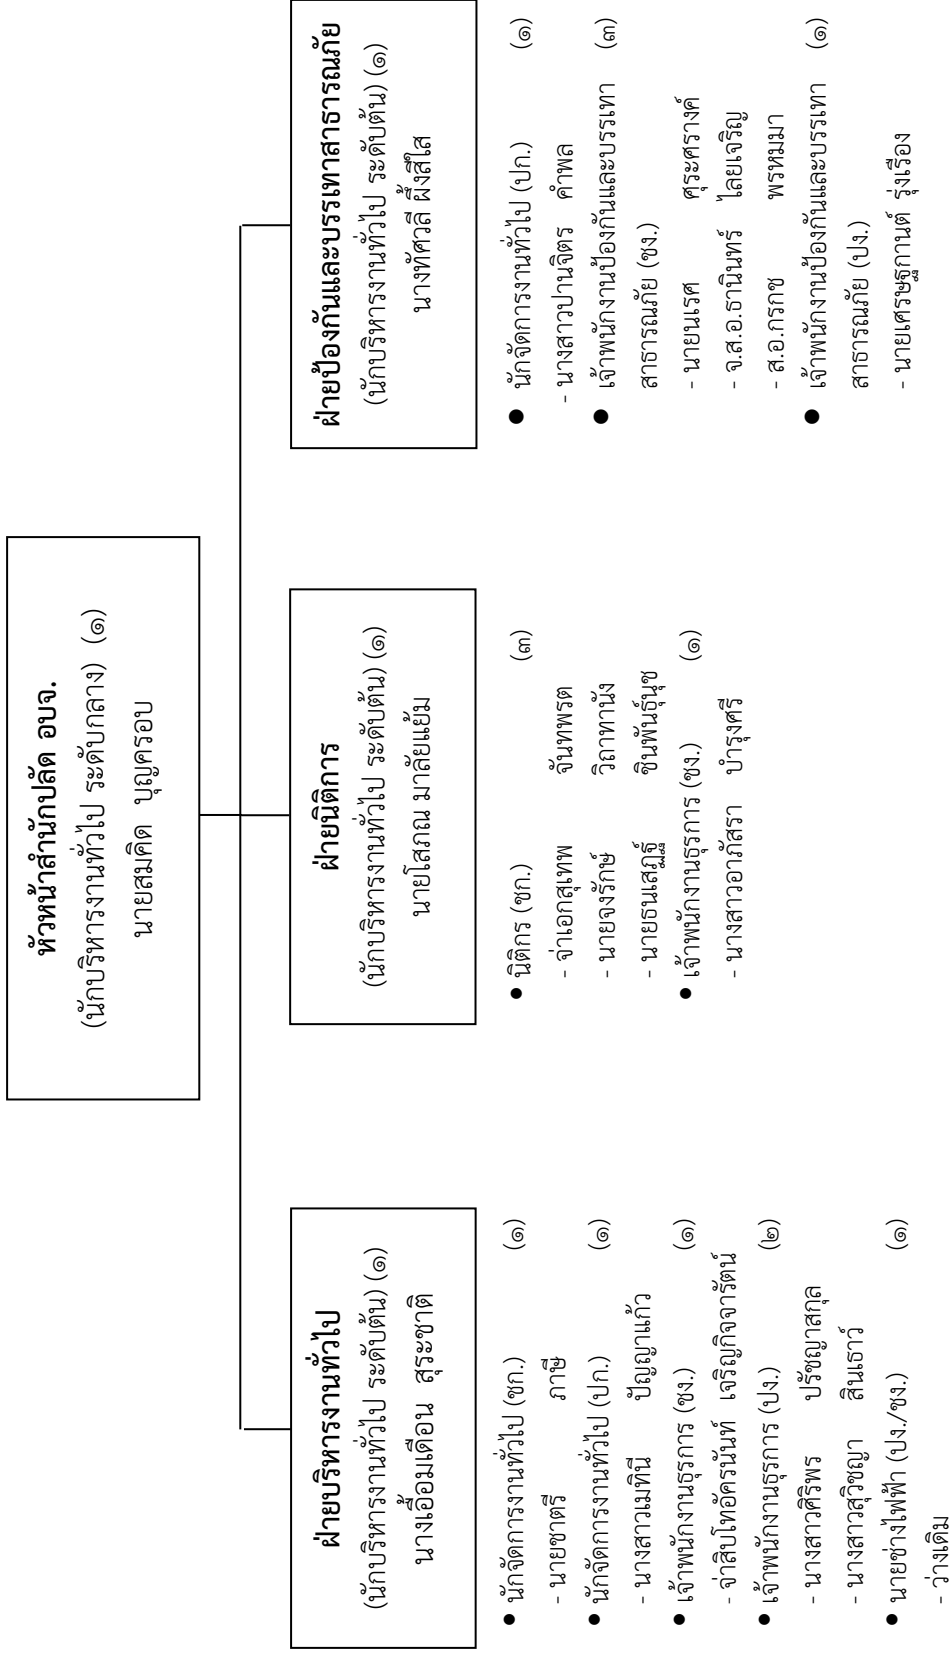 หัวหน้าสำนักปลัด อบจ.
(นักบริหารงานทั่วไป ระดับกลาง) (๑)
นายสมคิด บุญครอบ
ฝ่ายบริหารงานทั่วไป
(นักบริหารงานทั่วไป ระดับต้น) (๑)
นางเอื้อมเดือน สุระชาติ
● นักจัดการงานทั่วไป (ชก.) (๑)
- นายชาตรี ภาษี
● นักจัดการงานทั่วไป (ปก.) (๑)
- นางสาวเมทินี ปัญญาแก้ว
● เจ้าพนักงานธุรการ (ชง.) (๑)
- จ่าสิบโทอัครนันท์ เจริญกิจจารัตน์
● เจ้าพนักงานธุรการ (ปง.) (๒)
- นางสาวศิริพร ปรัชญาสกุล
- นางสาวสุวิชญา สินเธาว์
● นายช่างไฟฟ้า (ปง./ชง.) (๑)
- ว่างเดิม
ฝ่ายนิติการ
(นักบริหารงานทั่วไป ระดับต้น) (๑)
นายโสภณ มาลัยแย้ม
● นิติกร (ชก.) (๓)
- จ่าเอกสุเทพ จันทพรต
- นายจงรักษ์ วิถาทานัง
- นายธนเสฏฐ์ ชินพันธุ์นุช
● เจ้าพนักงานธุรการ (ชง.) (๑)
- นางสาวอาภัสรา บำรุงศรี
ฝ่ายป้องกันและบรรเทาสาธารณภัย
(นักบริหารงานทั่วไป ระดับต้น) (๑)
นางทัศวลี ผึ้งสีใส
● นักจัดการงานทั่วไป (ปก.) (๑)
- นางสาวปานจิตร คำพล
● เจ้าพนักงานป้องกันและบรรเทา (๓)
สาธารณภัย (ชง.)
- นายนเรศ ศุระศรางค์
- จ.ส.อ.ธานินทร์ ไลยเจริญ
- ส.อ.กรกช พรหมมา
● เจ้าพนักงานป้องกันและบรรเทา (๑)
สาธารณภัย (ปง.)
- นายเศรษฐกานต์ รุ่งเรือง